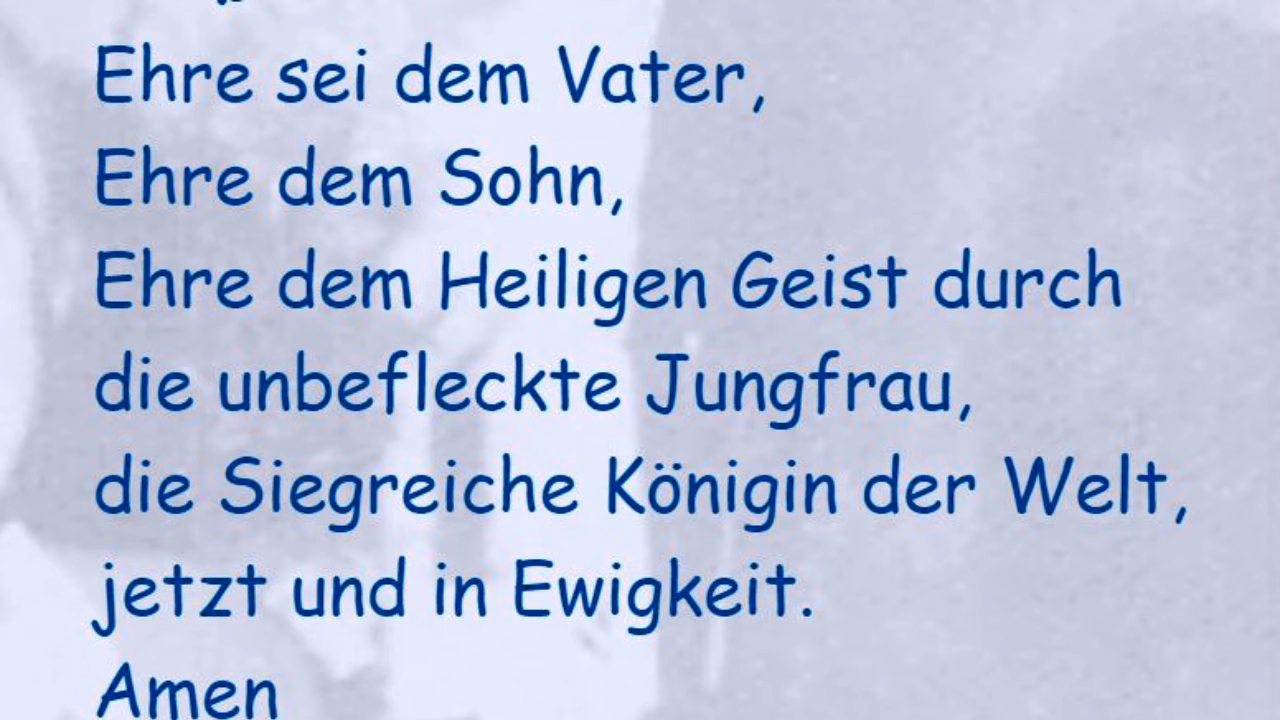 Ehre sei dem Vater,
Ehre dem Sohn,
Ehre dem Heiligen Geist durch
die unbefleckte Jungfrau,
die Siegreiche Königin der Welt,
jetzt und in Ewigkeit.
Amen